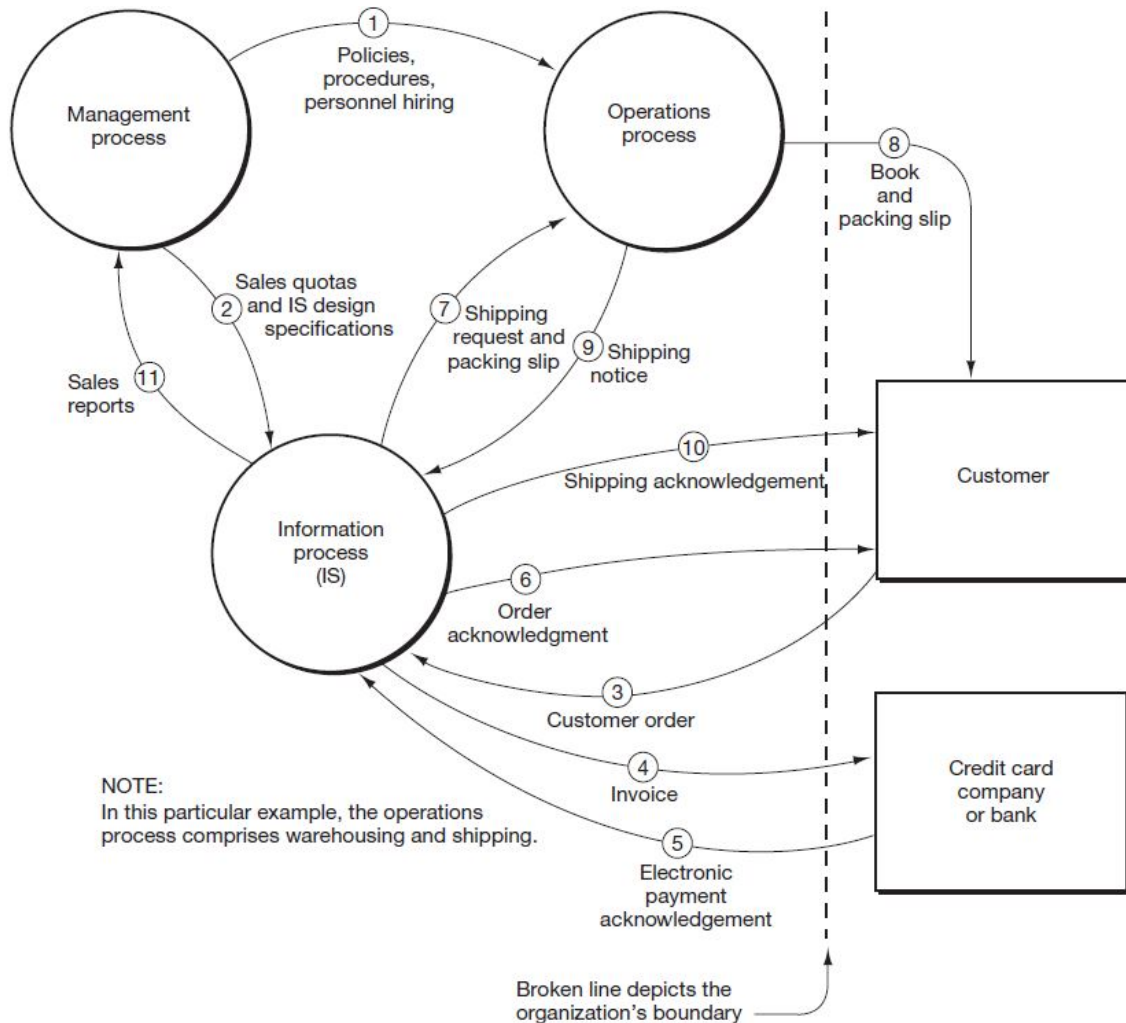 1
Policies,
procedures,
personnel hiring
Management
process
Operations
process
8
Book
and
packing slip
2
Sales quotas
and IS design
specifications
7
Shipping
request and
packing slip
9
Shipping
notice
11
Sales
reports
10
Shipping acknowledgement
Customer
Information
process
(IS)
6
Order
acknowledgment
3
Customer order
4
Invoice
Credit card
company
or bank
NOTE:
In this particular example, the operations
process comprises warehousing and shipping.
5
Electronic
payment
acknowledgement
Broken line depicts the
organization's boundary